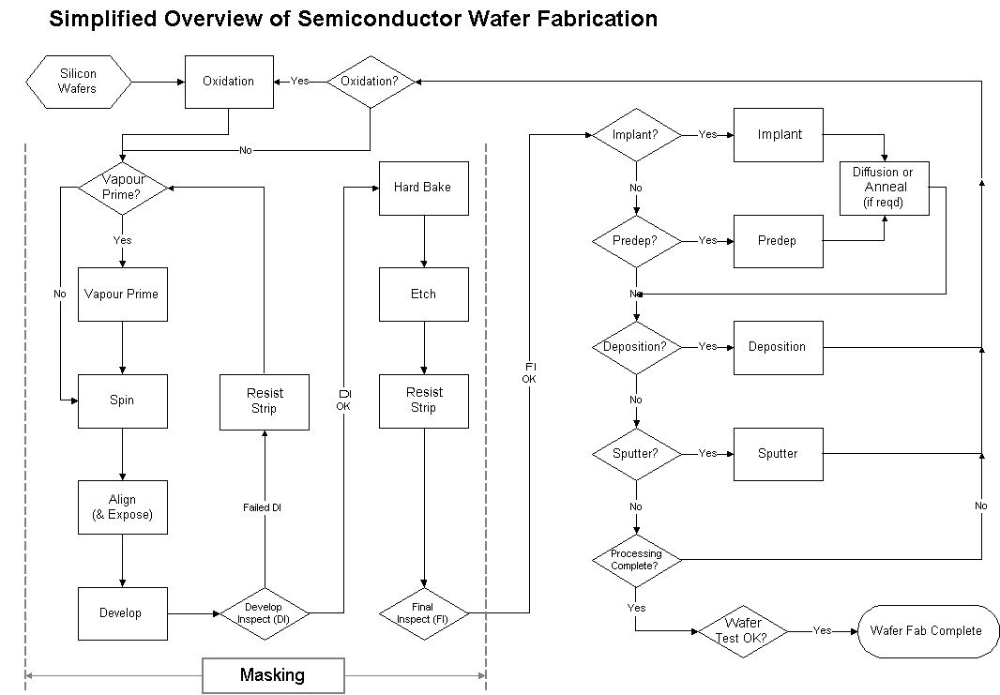 Simplified Overview of Semiconductor Wafer Fabrication
Silicon
Wafers
Oxidation
Yes
Oxidation?
No
Vapour
Prime?
Yes
No
Vapour Prime
Spin
Align
(& Expose)
Develop
Develop
Inspect (DI)
Failed DI
Resist
Strip
DI
OK
Hard Bake
Etch
Resist
Strip
Final
Inspect (FI)
FI
OK
Masking
Implant?
Yes
Implant
Diffusion or
Anneal
(if reqd)
No
Predep?
Yes
Predep
No
Deposition?
Yes
Deposition
No
Sputter?
Yes
Sputter
No
Processing
Complete?
No
Yes
Wafer
Test OK?
Yes
Wafer Fab Complete